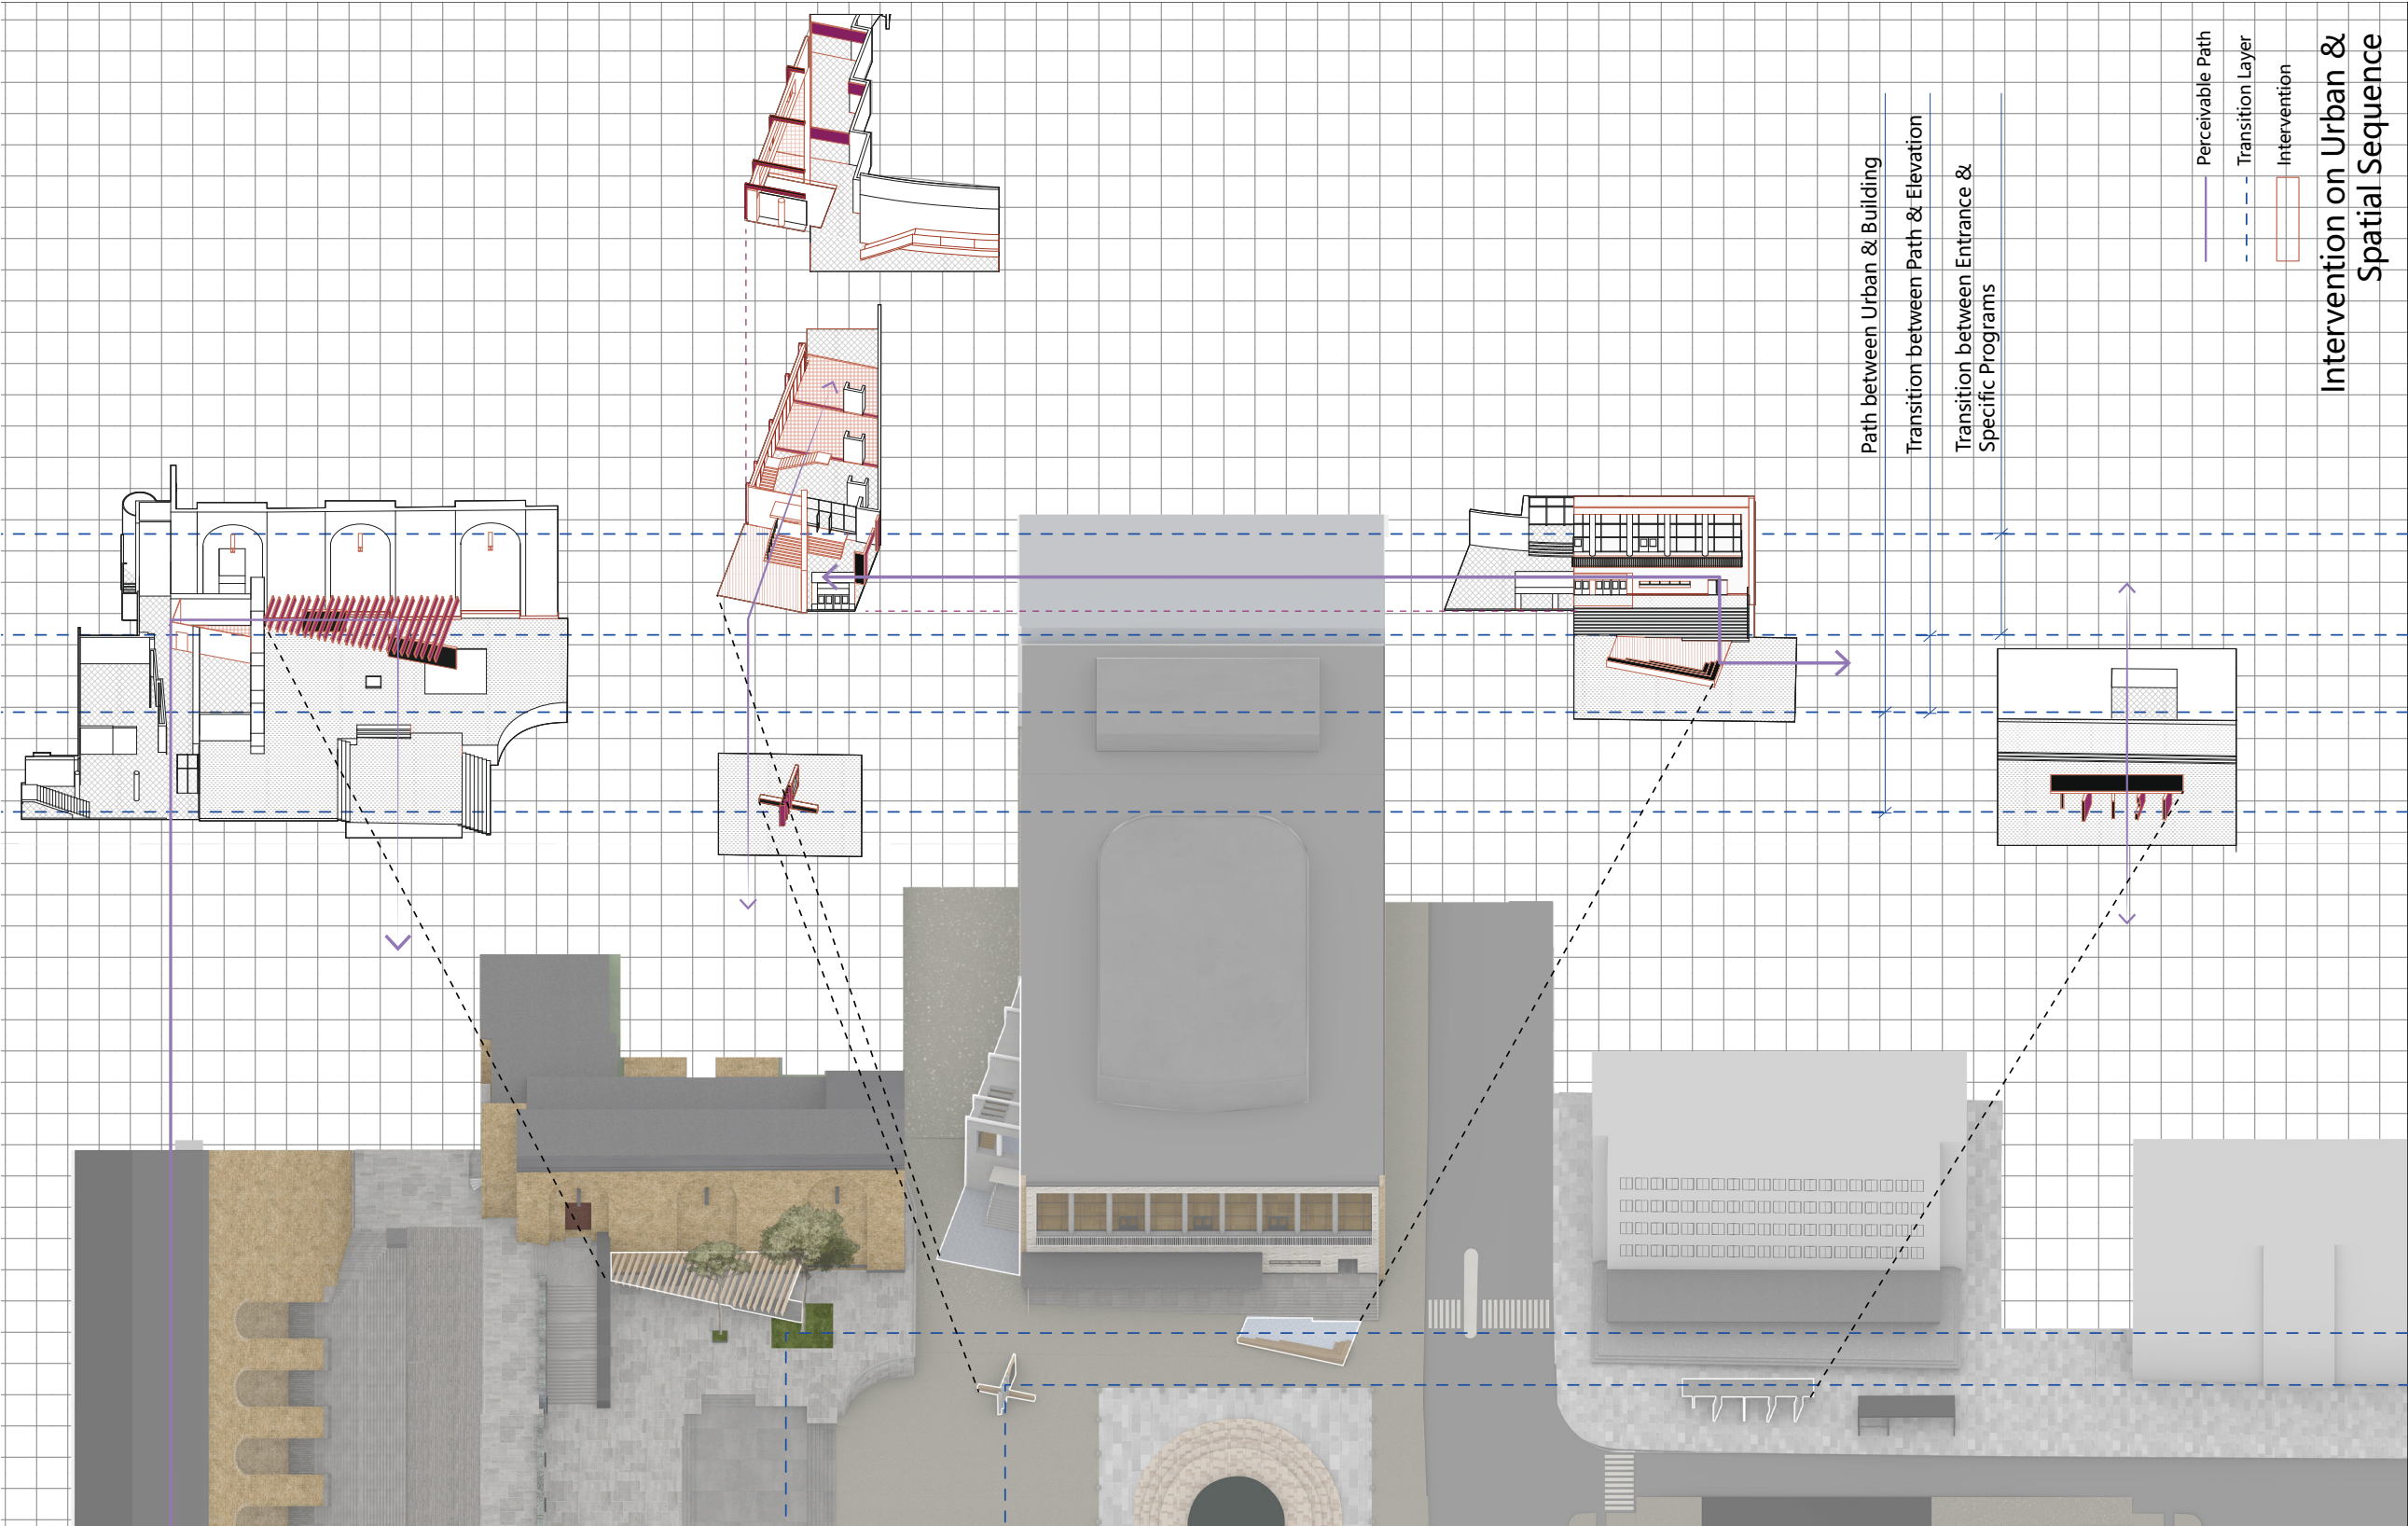 Intervention on Urban &
Spatial Sequence
Intervention
Transition Layer
Perceivable Path
Transition between Entrance &
Specific Programs
Transition between Path & Elevation
Path between Urban & Building